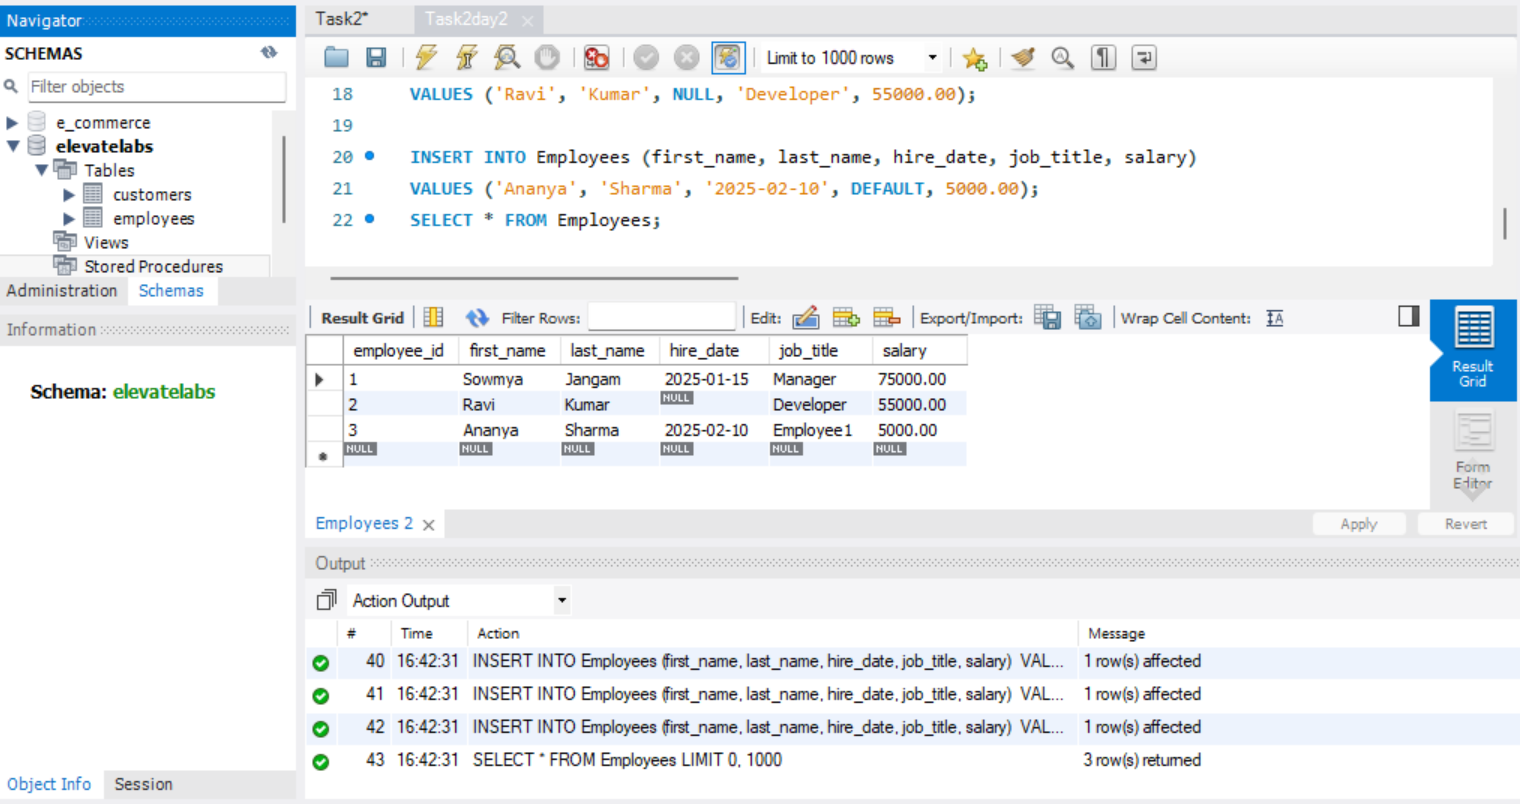 Navigator
SCHEMAS
Filter objects
e_commerce
elevatelabs
Tables
customers
employees
Views
Stored Procedures
Administration Schemas
Information
Schema: elevatelabs
Object Info Session
Task2* Task2day2
Limit to 1000 rows
18 VALUES ('Ravi', 'Kumar', NULL, 'Developer', 55000.00);
19
20 INSERT INTO Employees (first_name, last_name, hire_date, job_title, salary)
21 VALUES ('Ananya', 'Sharma', '2025-02-10', DEFAULT, 5000.00);
22 SELECT * FROM Employees;
Result Grid Filter Rows: Edit: Export/Import: Wrap Cell Content: IA
employee_id first_name last_name hire_date job_title salary
1 Sowmya Jangam 2025-01-15 Manager 75000.00
2 Ravi Kumar NULL Developer 55000.00
3 Ananya Sharma 2025-02-10 Employee1 5000.00
NULL NULL NULL NULL NULL NULL
Result
Grid
Form
Editor
Employees 2 Apply Revert
Output
Action Output
# Time Action Message
40 16:42:31 INSERT INTO Employees (first_name, last_name, hire_date, job_title, salary) VAL... 1 row(s) affected
41 16:42:31 INSERT INTO Employees (first_name, last_name, hire_date, job_title, salary) VAL... 1 row(s) affected
42 16:42:31 INSERT INTO Employees (first_name, last_name, hire_date, job_title, salary) VAL... 1 row(s) affected
43 16:42:31 SELECT * FROM Employees LIMIT 0, 1000 3 row(s) returned